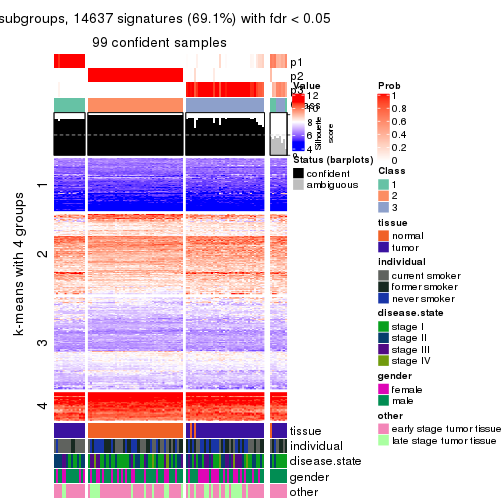 subgroups, 14637 signatures (69.1%) with fdr < 0.05
99 confident samples
p1
p2
p3
Class
Silhouette
score
k-means with 4 groups
1
2
3
4
tissue
individual
disease.state
gender
other
Value
12
10
8
6
4
Status (barplots)
confident
ambiguous
Prob
1
0.8
0.6
0.4
0.2
0
Class
1
2
3
tissue
normal
tumor
individual
current smoker
former smoker
never smoker
disease.state
stage I
stage II
stage III
stage IV
gender
female
male
other
early stage tumor tissue
late stage tumor tissue